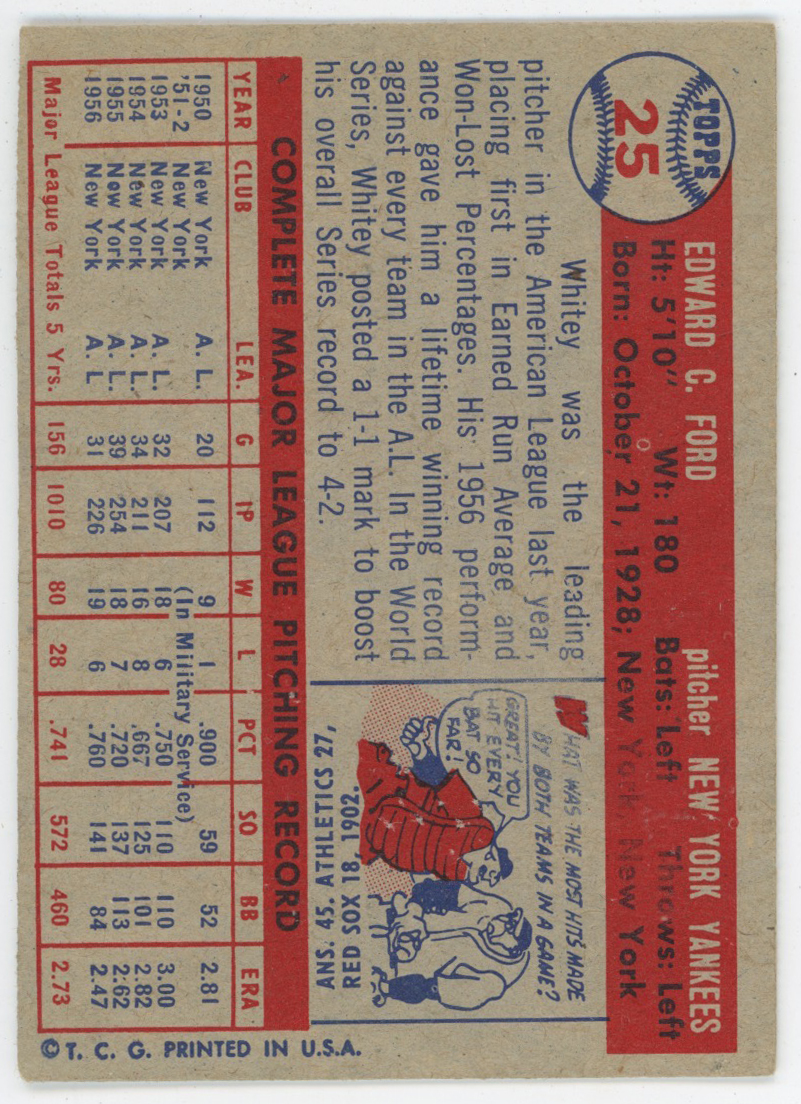 TOPPS
25
EDWARD C. FORD pitcher NEW YORK YANKEES
Ht: 5'10" Wt: 180 Bats: Left Throws: Left
Born: October 21, 1928; New York, New York
Whitey was the leading
pitcher in the American League last year,
placing first in Earned Run Average and
Won-Lost Percentages. His 1956 perform-
ance gave him a lifetime winning record
against every team in the A.L. In the World
Series, Whitey posted a 1-1 mark to boost
his overall Series record to 4-2.
WHAT WAS THE MOST HITS MADE
BY BOTH TEAMS IN A GAME?
GREAT! YOU
HIT EVERY
BAT SO
FAR!
ANS. 45. ATHLETICS 27,
RED SOX 18, 1902.
COMPLETE MAJOR LEAGUE PITCHING RECORD
YEAR CLUB LEA. G IP W L PCT SO BB ERA
1950 New York A. L. 20 112 9 1 .900 59 52 2.81
'51-2 New York (In Military Service)
1953 New York A. L. 32 207 18 6 .750 110 110 3.00
1954 New York A. L. 34 211 16 8 .667 125 101 2.82
1955 New York A. L. 39 254 18 7 .720 137 113 2.62
1956 New York A. L 31 226 19 6 .760 141 84 2.47
Major League Totals 5 Yrs. 156 1010 80 28 .741 572 460 2.73
© T. C. G. PRINTED IN U.S.A.